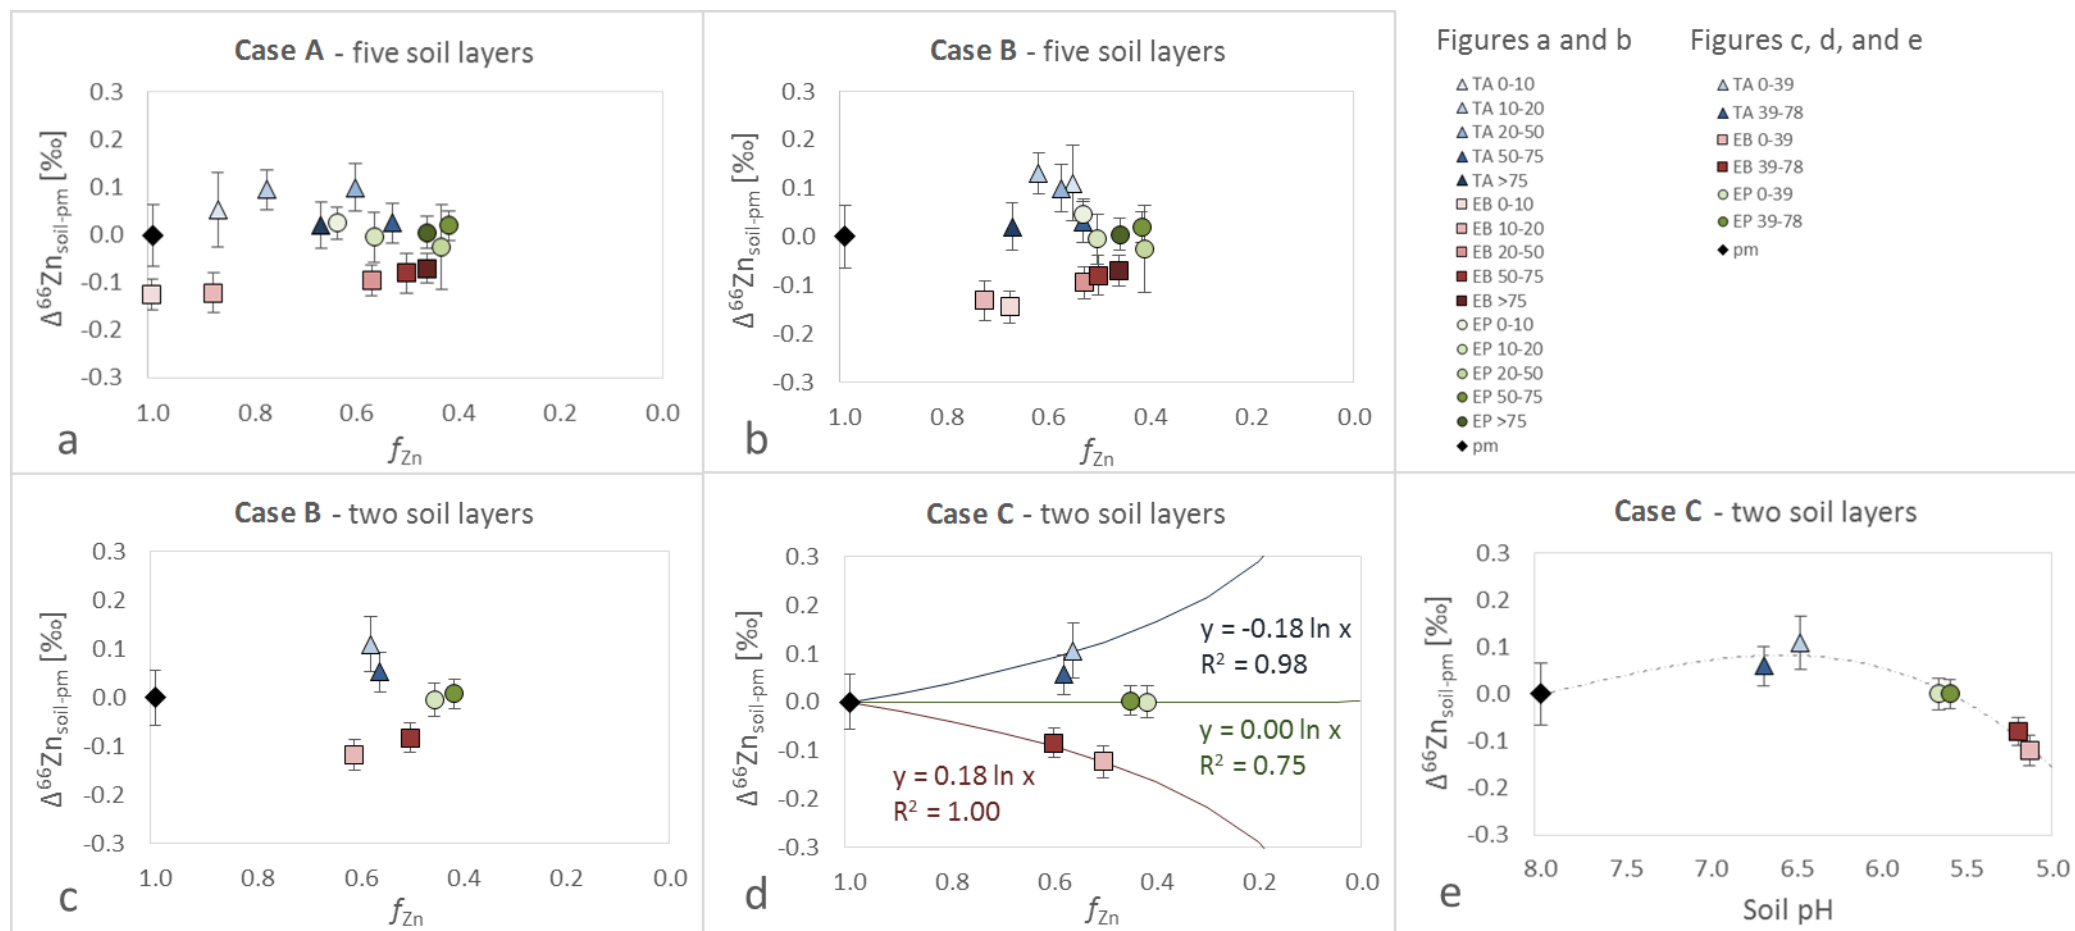 Case A - five soil layers
Δ⁶⁶Zn soil-pm [‰]
0.3
0.2
0.1
0.0
-0.1
-0.2
-0.3
1.0 0.8 0.6 0.4 0.2 0.0
a
fZn
Case B - five soil layers
Δ⁶⁶Zn soil-pm [‰]
0.3
0.2
0.1
0.0
-0.1
-0.2
-0.3
1.0 0.8 0.6 0.4 0.2 0.0
b
fZn
Figures a and b
TA 0-10
TA 10-20
TA 20-50
TA 50-75
TA >75
EB 0-10
EB 10-20
EB 20-50
EB 50-75
EB >75
EP 0-10
EP 10-20
EP 20-50
EP 50-75
EP >75
pm
Figures c, d, and e
TA 0-39
TA 39-78
EB 0-39
EB 39-78
EP 0-39
EP 39-78
pm
Case B - two soil layers
Δ⁶⁶Zn soil-pm [‰]
0.3
0.2
0.1
0.0
-0.1
-0.2
-0.3
1.0 0.8 0.6 0.4 0.2 0.0
c
fZn
Case C - two soil layers
Δ⁶⁶Zn soil-pm [‰]
0.3
0.2
0.1
0.0
-0.1
-0.2
-0.3
y = -0.18 ln x
R² = 0.98
y = 0.00 ln x
R² = 0.75
y = 0.18 ln x
R² = 1.00
1.0 0.8 0.6 0.4 0.2 0.0
d
fZn
Case C - two soil layers
Δ⁶⁶Zn soil-pm [‰]
0.3
0.2
0.1
0.0
-0.1
-0.2
-0.3
8.0 7.5 7.0 6.5 6.0 5.5 5.0
e
Soil pH